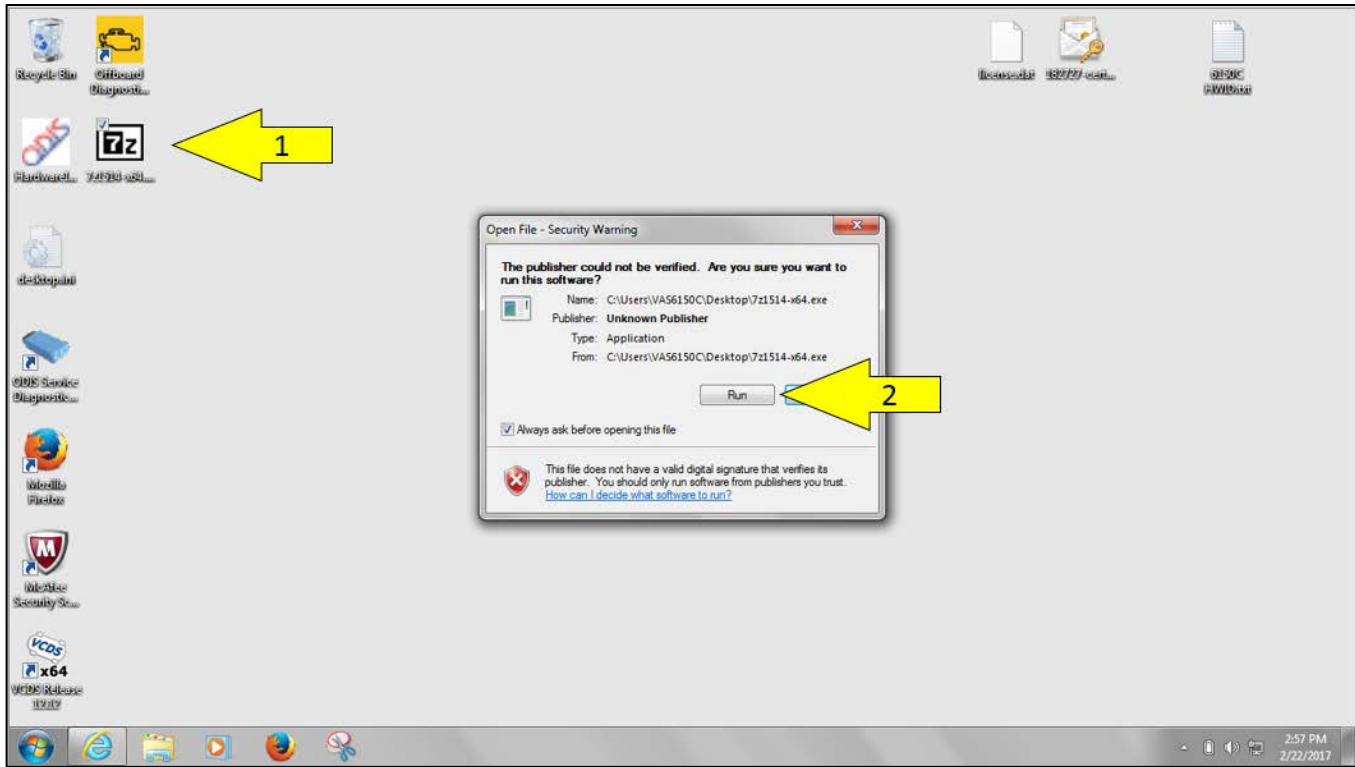 Recycle Bin
Offboard
Diagnostic...
Hardware...
7z
7z1514-x64...
1
desktop.ini
ODIS Service
Diagnostic...
Mozilla
Firefox
M
McAfee
Security Sc...
VCDS
x64
VCDS Release
Open File - Security Warning
The publisher could not be verified. Are you sure you want to
run this software?
Name: C:\Users\VAS6150C\Desktop\7z1514-x64.exe
Publisher: Unknown Publisher
Type: Application
From: C:\Users\VAS6150C\Desktop\7z1514-x64.exe
Run
2
Always ask before opening this file
This file does not have a valid digital signature that verifies its
publisher. You should only run software from publishers you trust.
How can I decide what software to run?
2:57 PM
2/22/2017